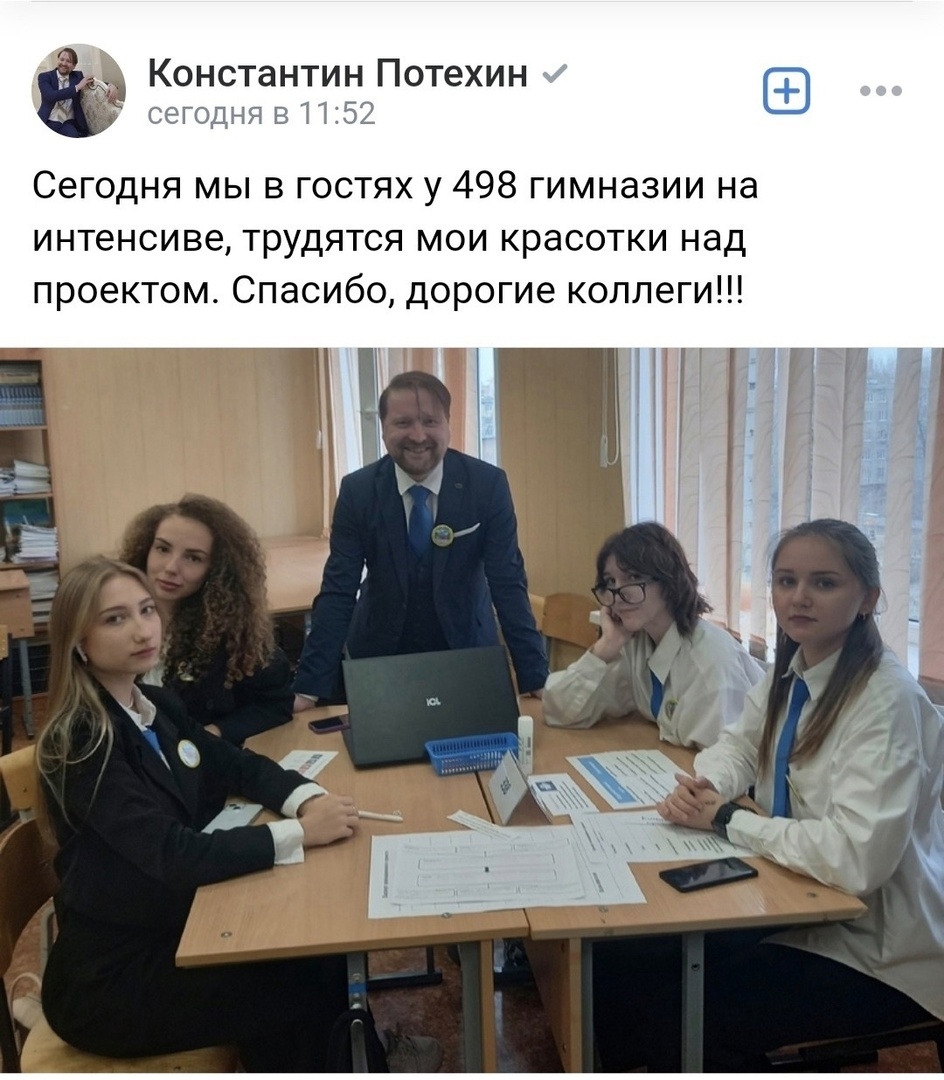 Константин Потехин
сегодня в 11:52
Сегодня мы в гостях у 498 гимназии на
интенсиве, трудятся мои красотки над
проектом. Спасибо, дорогие коллеги!!!
ICL